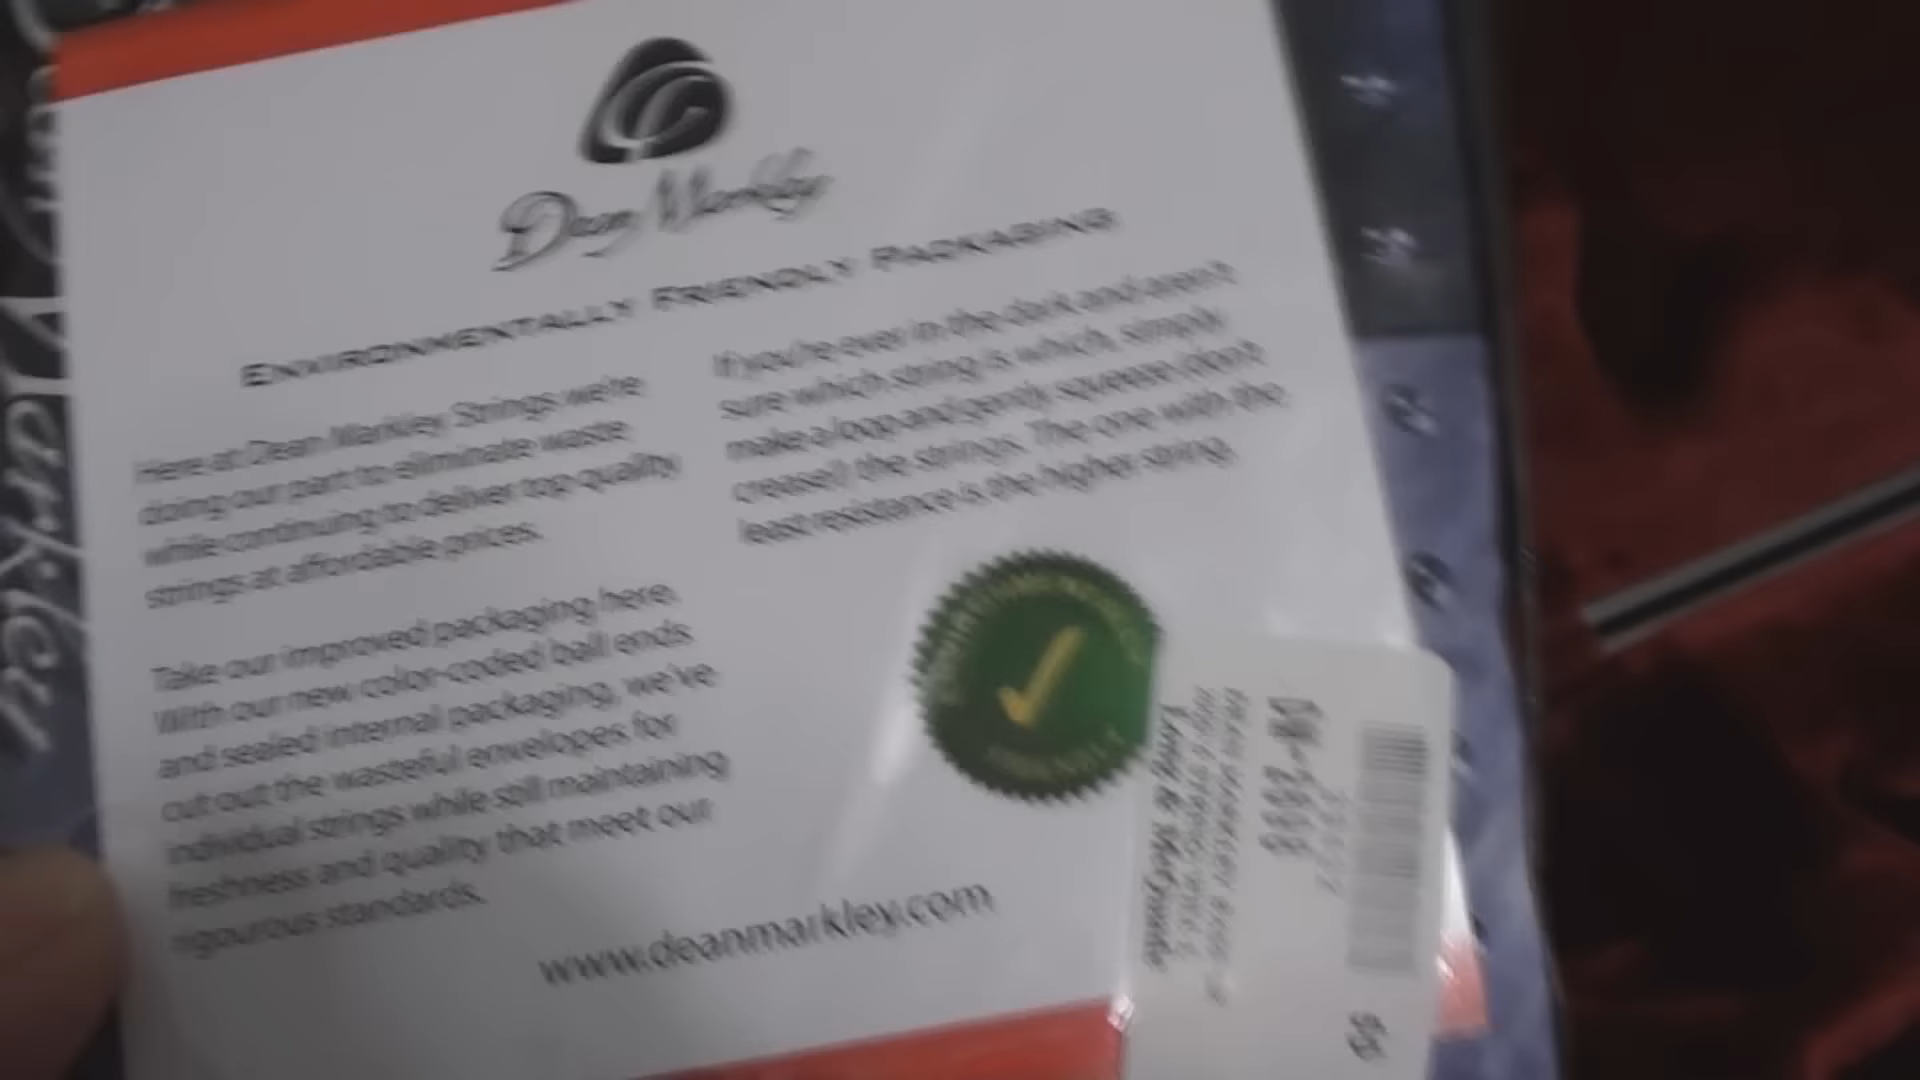 Dean Markley
ENVIRONMENTALLY FRIENDLY PACKAGING
Here at Dean Markley Strings we're
doing our part to eliminate waste
while continuing to deliver top quality
strings at affordable prices.
Take our improved packaging here.
With our new color-coded ball ends
and sealed internal packaging, we've
cut out the wasteful envelopes for
individual strings while still maintaining
freshness and quality that meet our
rigourous standards.
If you're ever in the dark and aren't
sure which string is which, simply
make a loop and gently squeeze (don't
crease!) the strings. The one with the
least resistance is the higher string.
www.deanmarkley.com
Markley